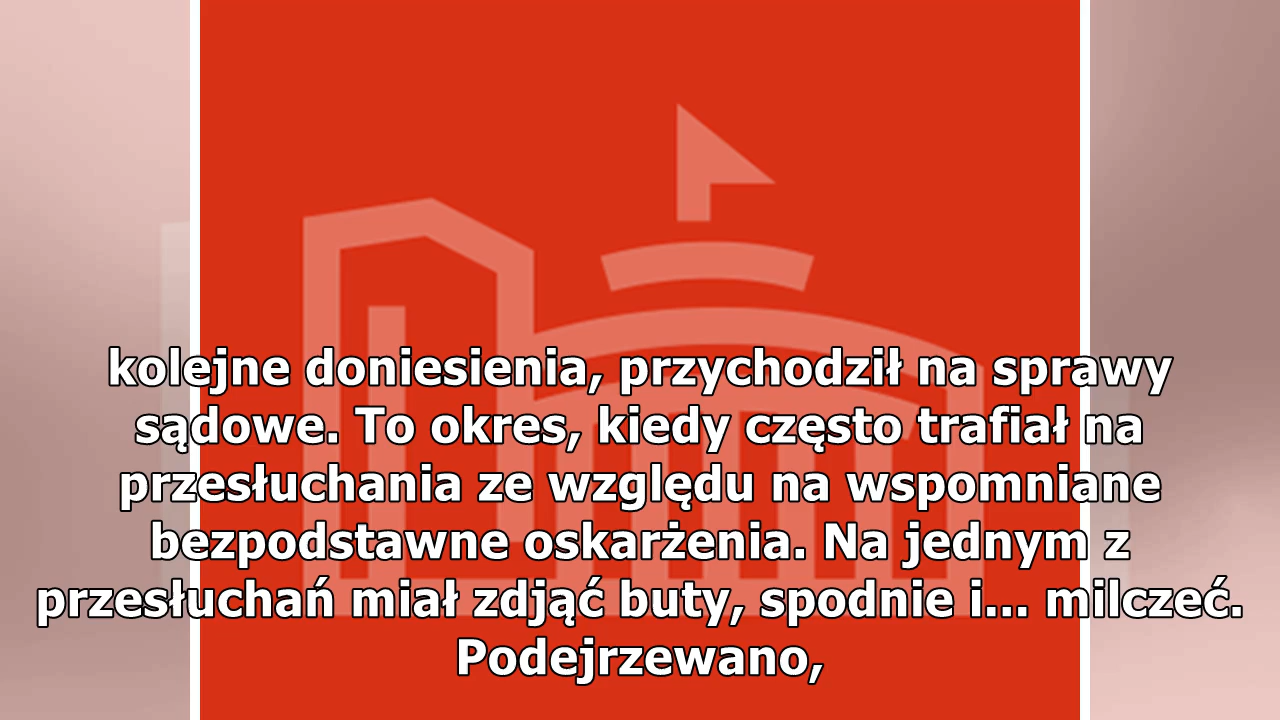 kolejne doniesienia, przychodził na sprawy
sądowe. To okres, kiedy często trafiał na
przesłuchania ze względu na wspomniane
bezpodstawne oskarżenia. Na jednym z
przesłuchań miał zdjąć buty, spodnie i... milczeć.
Podejrzewano,